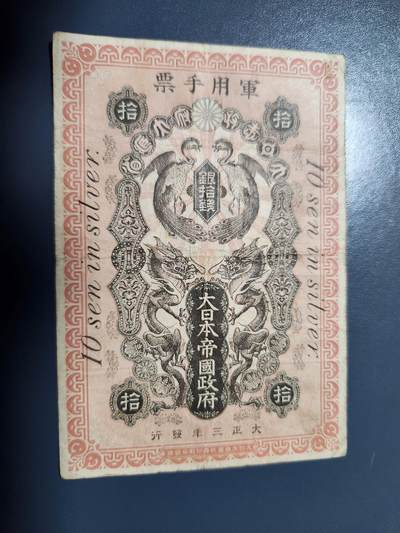 軍用手票
拾
拾
銀拾錢
10 sen in silver.
10 sen in silver.
大日本帝國政府
拾
拾
大正三年發行